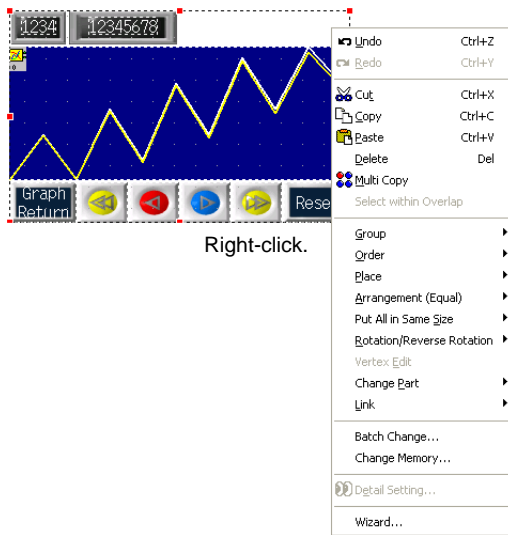 1234 12345678
Graph
Return
Rese
Right-click.
Undo Ctrl+Z
Redo Ctrl+Y
Cut Ctrl+X
Copy Ctrl+C
Paste Ctrl+V
Delete Del
Multi Copy
Select within Overlap
Group
Order
Place
Arrangement (Equal)
Put All in Same Size
Rotation/Reverse Rotation
Vertex Edit
Change Part
Link
Batch Change...
Change Memory...
Detail Setting...
Wizard...